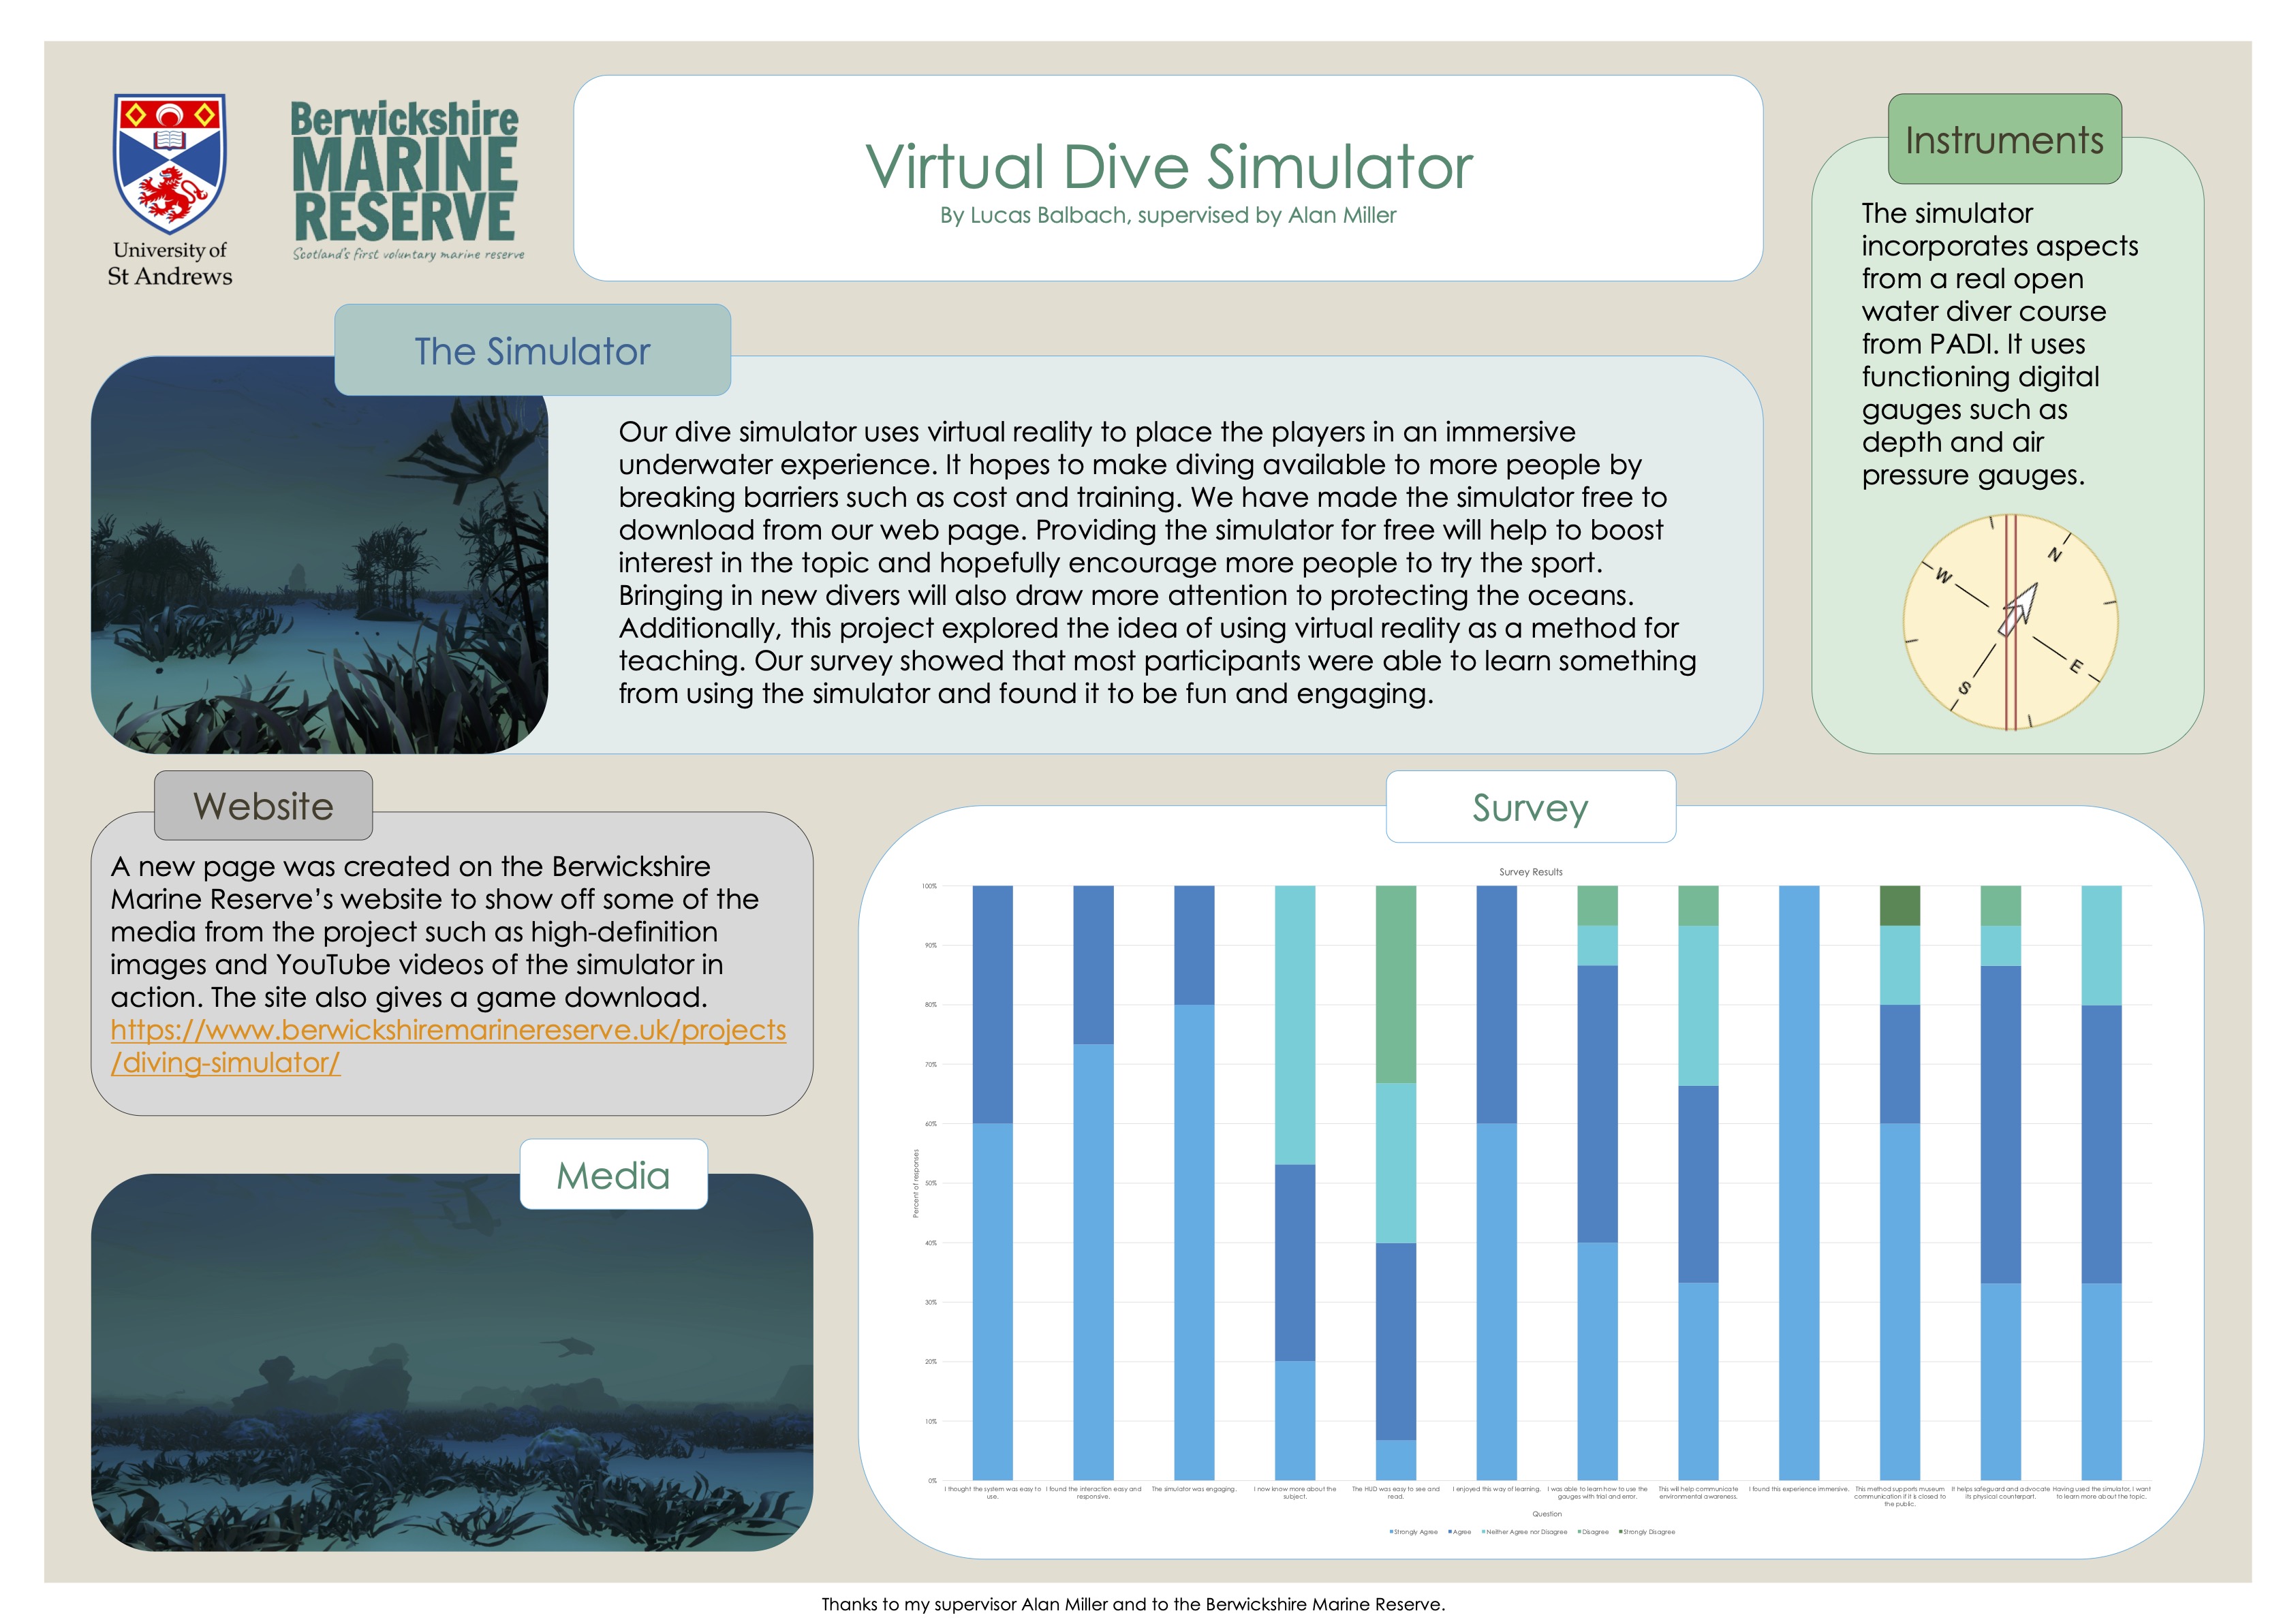 University of
St Andrews
Berwickshire
MARINE
RESERVE
Scotland's first voluntary marine reserve
Virtual Dive Simulator
By Lucas Balbach, supervised by Alan Miller
The Simulator
Our dive simulator uses virtual reality to place the players in an immersive
underwater experience. It hopes to make diving available to more people by
breaking barriers such as cost and training. We have made the simulator free to
download from our web page. Providing the simulator for free will help to boost
interest in the topic and hopefully encourage more people to try the sport.
Bringing in new divers will also draw more attention to protecting the oceans.
Additionally, this project explored the idea of using virtual reality as a method for
teaching. Our survey showed that most participants were able to learn something
from using the simulator and found it to be fun and engaging.
Instruments
The simulator
incorporates aspects
from a real open
water diver course
from PADI. It uses
functioning digital
gauges such as
depth and air
pressure gauges.
N
W
E
S
Website
A new page was created on the Berwickshire
Marine Reserve’s website to show off some of the
media from the project such as high-definition
images and YouTube videos of the simulator in
action. The site also gives a game download.
https://www.berwickshiremarinereserve.uk/projects
/diving-simulator/
Media
Survey
Survey Results
100%
90%
80%
70%
60%
50%
40%
30%
20%
10%
0%
Percent of responses
I thought the system was easy to
use.
I found the interaction easy and
responsive.
The simulator was engaging.
I now know more about the
subject.
The HUD was easy to see and
read.
I enjoyed this way of learning.
I was able to learn how to use the
gauges with trial and error.
This will help communicate
environmental awareness.
I found this experience immersive.
This method supports museum
communication if it is closed to
the public.
It helps safeguard and advocate
its physical counterpart.
Having used the simulator, I want
to learn more about the topic.
Question
Strongly Agree
Agree
Neither Agree nor Disagree
Disagree
Strongly Disagree
Thanks to my supervisor Alan Miller and to the Berwickshire Marine Reserve.